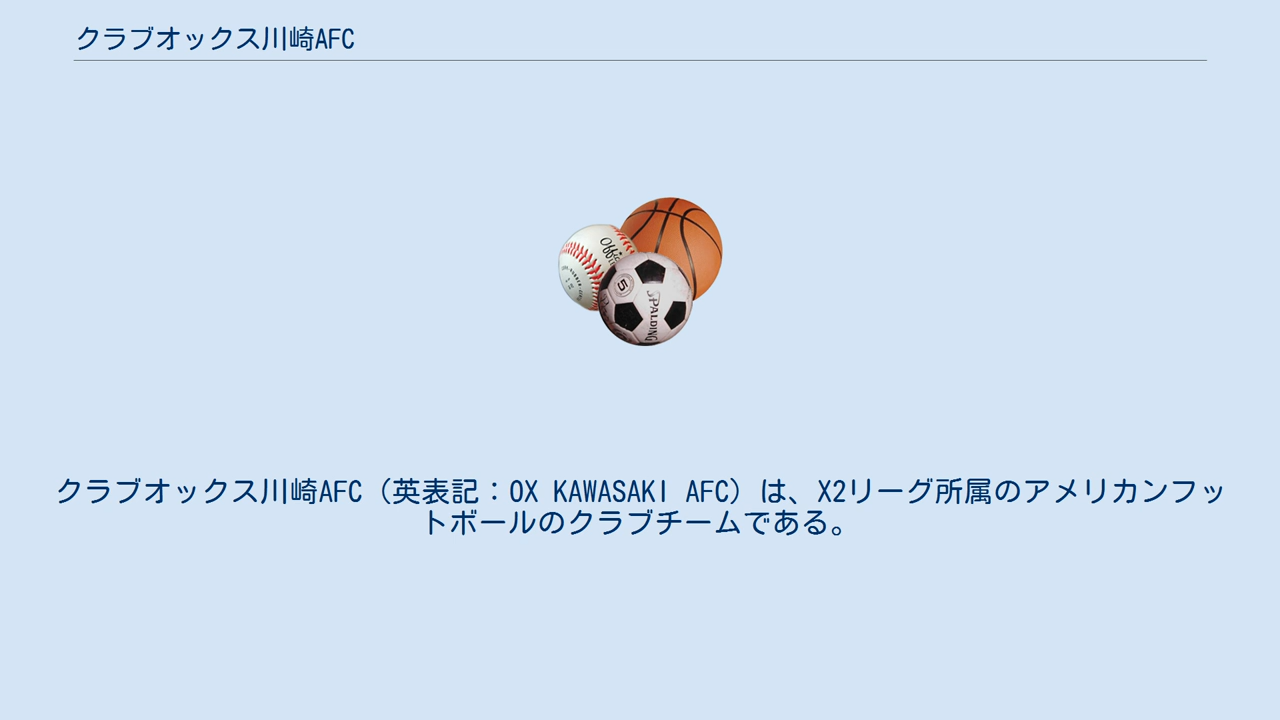 クラブオックス川崎AFC
Offic
5
SPALDING
クラブオックス川崎AFC（英表記：OX KAWASAKI AFC）は、X2リーグ所属のアメリカンフッ
トボールのクラブチームである。